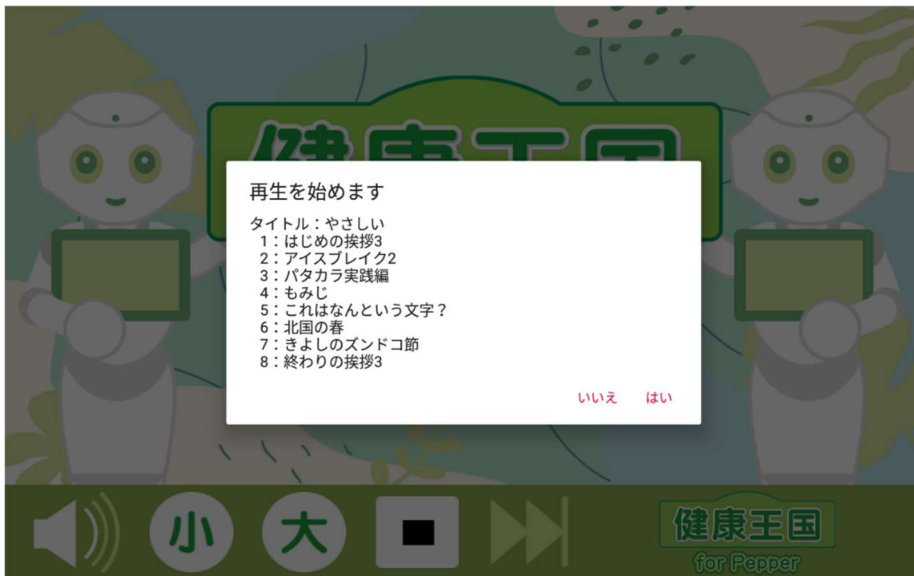 健康王国
再生を始めます
タイトル：やさしい
1：はじめの挨拶3
2：アイスブレイク2
3：パタカラ実践編
4：もみじ
5：これはなんという文字？
6：北国の春
7：きよしのズンドコ節
8：終わりの挨拶3
いいえ はい
小 大
健康王国
for Pepper